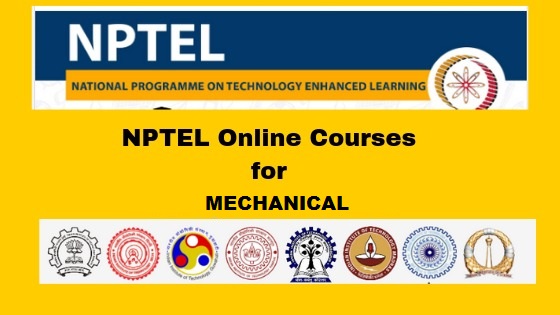 NPTEL
NATIONAL PROGRAMME ON TECHNOLOGY ENHANCED LEARNING
NPTEL Online Courses
for
MECHANICAL